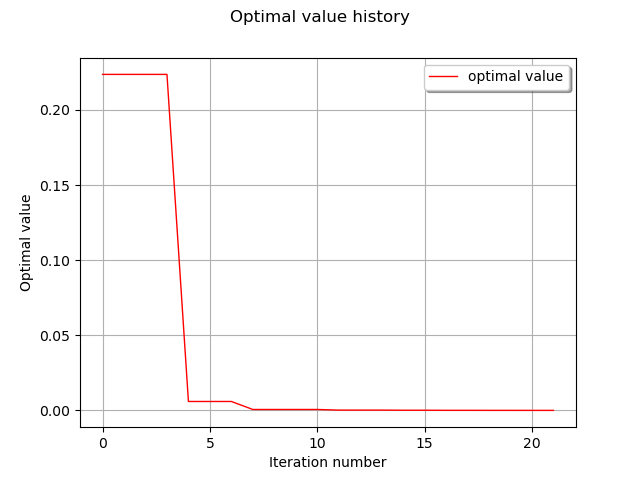 Optimal value history
optimal value
Optimal value
0.20
0.15
0.10
0.05
0.00
0 5 10 15 20
Iteration number